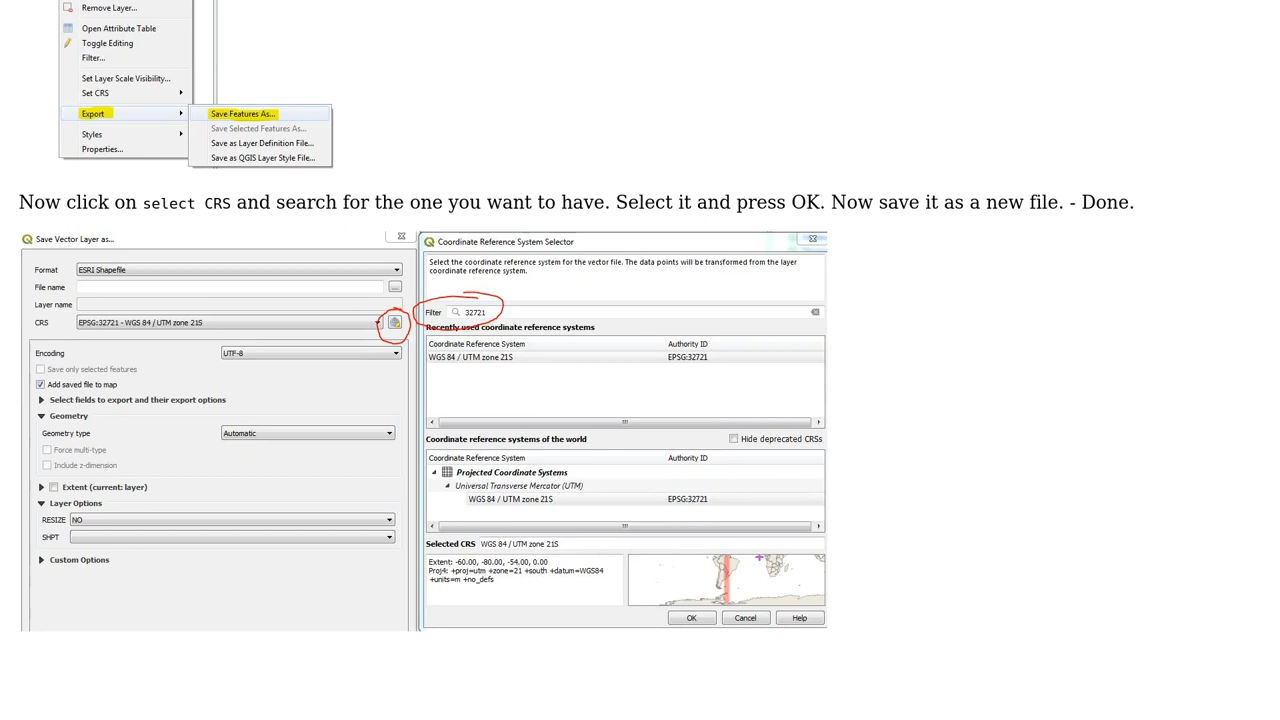 Remove Layer...
Open Attribute Table
Toggle Editing
Filter...
Set Layer Scale Visibility...
Set CRS
Export
Styles
Properties...
Save Features As...
Save Selected Features As...
Save as Layer Definition File...
Save as QGIS Layer Style File...
Now click on select CRS and search for the one you want to have. Select it and press OK. Now save it as a new file. - Done.
Save Vector Layer as...
Format ESRI Shapefile
File name
Layer name
CRS EPSG:32721 - WGS 84 / UTM zone 21S
Encoding UTF-8
Save only selected features
Add saved file to map
Select fields to export and their export options
Geometry
Geometry type Automatic
Force multi-type
Include z-dimension
Extent (current: layer)
Layer Options
RESIZE NO
SHPT
Custom Options
Coordinate Reference System Selector
Select the coordinate reference system for the vector file. The data points will be transformed from the layer
coordinate reference system.
Filter 32721
Recently used coordinate reference systems
Coordinate Reference System Authority ID
WGS 84 / UTM zone 21S EPSG:32721
Coordinate reference systems of the world Hide deprecated CRSs
Coordinate Reference System Authority ID
Projected Coordinate Systems
Universal Transverse Mercator (UTM)
WGS 84 / UTM zone 21S EPSG:32721
Selected CRS WGS 84 / UTM zone 21S
Extent: -60.00, -80.00, -54.00, 0.00
Proj4: +proj=utm +zone=21 +south +datum=WGS84
+units=m +no_defs
OK Cancel Help